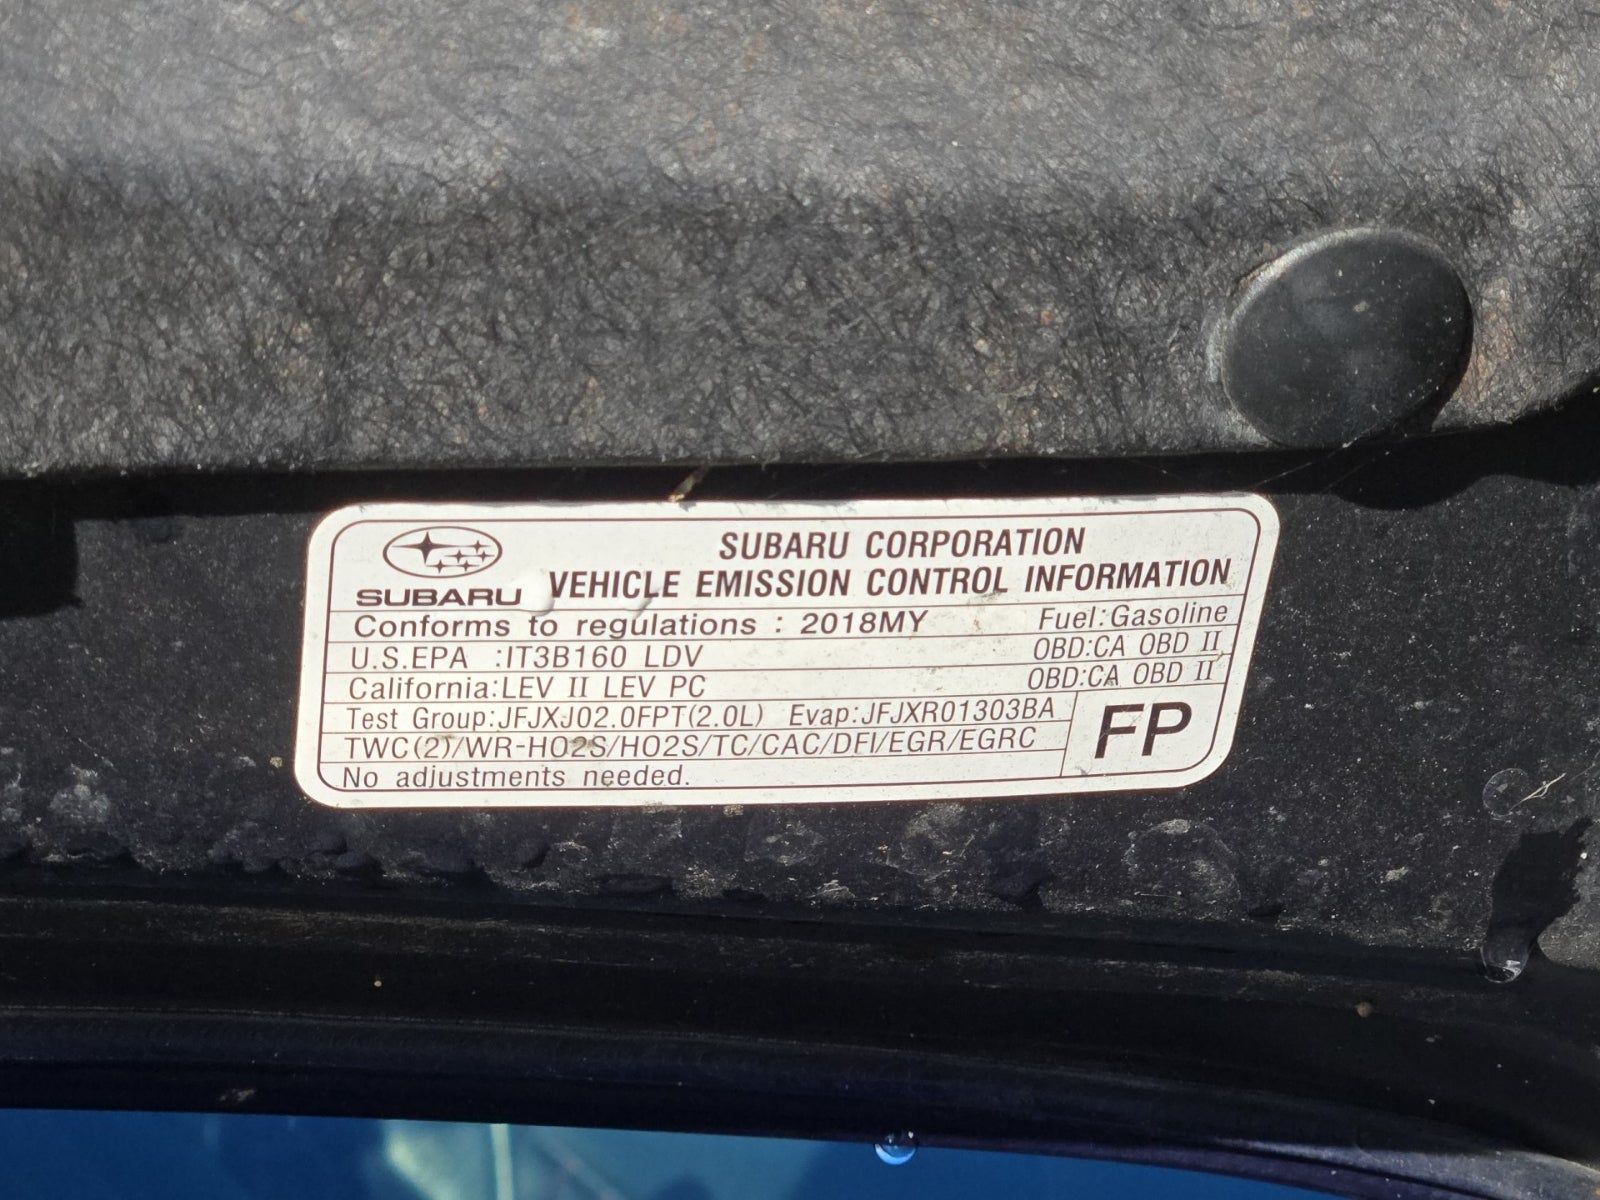 SUBARU CORPORATION
SUBARU VEHICLE EMISSION CONTROL INFORMATION
Conforms to regulations : 2018MY Fuel:Gasoline
U.S.EPA :IT3B160 LDV OBD:CA OBD II
California:LEV II LEV PC OBD:CA OBD II
Test Group:JFJXJ02.0FPT(2.0L) Evap:JFJXR01303BA
TWC(2)/WR-HO2S/HO2S/TC/CAC/DFI/EGR/EGRC
FP
No adjustments needed.